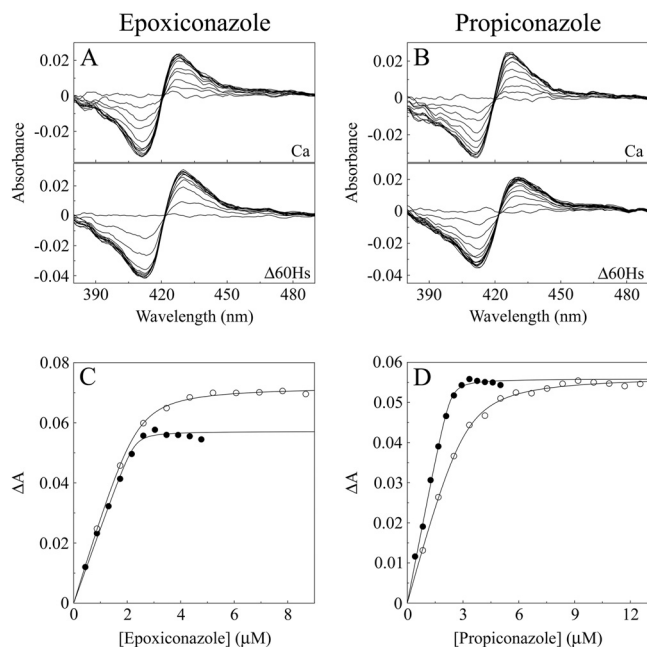 Epoxiconazole Propiconazole
A
0.02
0
-0.02
Ca
B
0.02
0
-0.02
Ca
Absorbance
Absorbance
0.02
0
-0.02
-0.04
Δ60Hs
0.02
0
-0.02
-0.04
Δ60Hs
390 420 450 480
390 420 450 480
Wavelength (nm) Wavelength (nm)
C
0.08
0.06
0.04
0.02
0
ΔA
0 2 4 6 8
[Epoxiconazole] (μM)
D
0.06
0.05
0.04
0.03
0.02
0.01
0
ΔA
0 3 6 9 12
[Propiconazole] (μM)